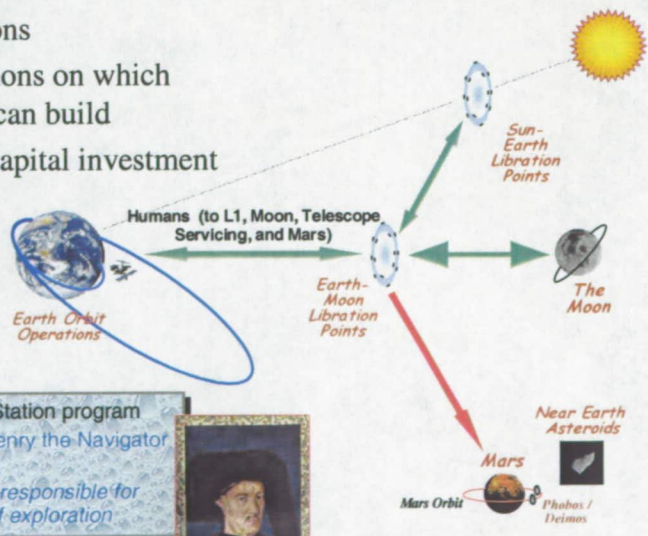 ons
ions on which
can build
apital investment
Sun-
Earth
Libration
Points
Humans (to L1, Moon, Telescope
Servicing, and Mars)
Earth Orbit
Operations
Earth-
Moon
Libration
Points
The
Moon
Station program
enry the Navigator
responsible for
f exploration
Near Earth
Asteroids
Mars
Mars Orbit
Phobos /
Deimos